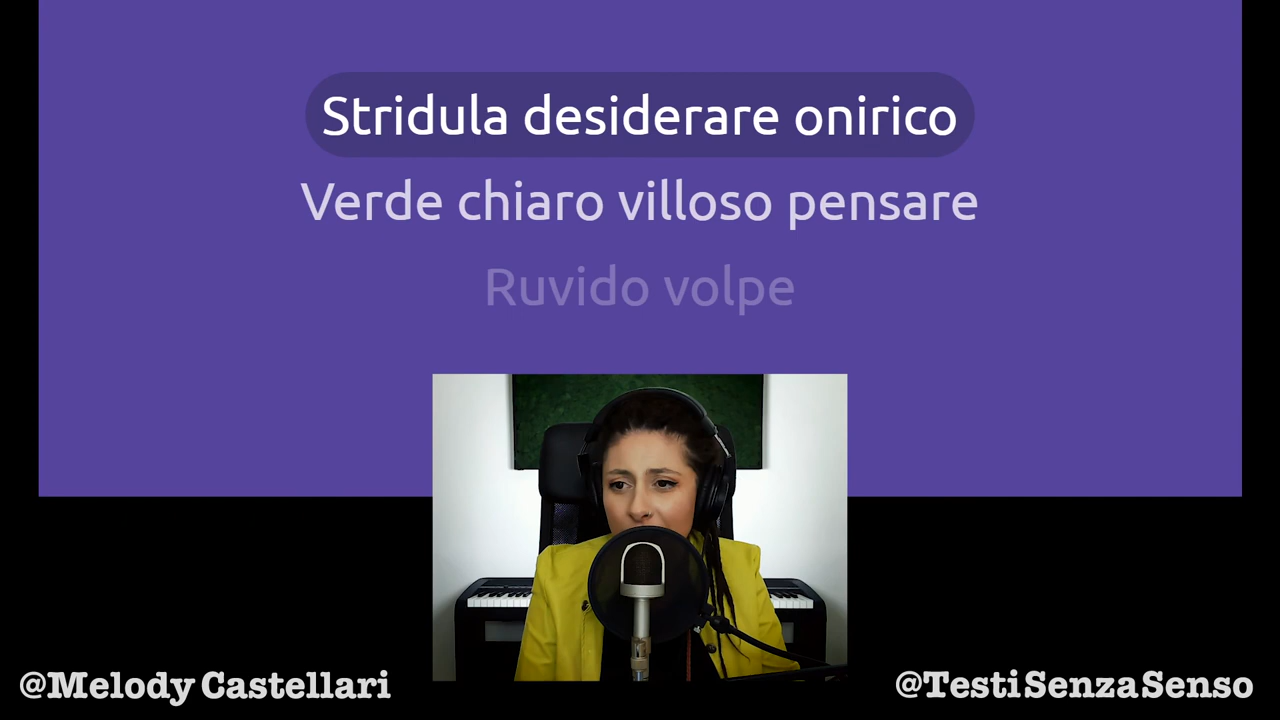 Stridula desiderare onirico
Verde chiaro villoso pensare
Ruvido volpe
@Melody Castellari
@TestiSenzaSenso